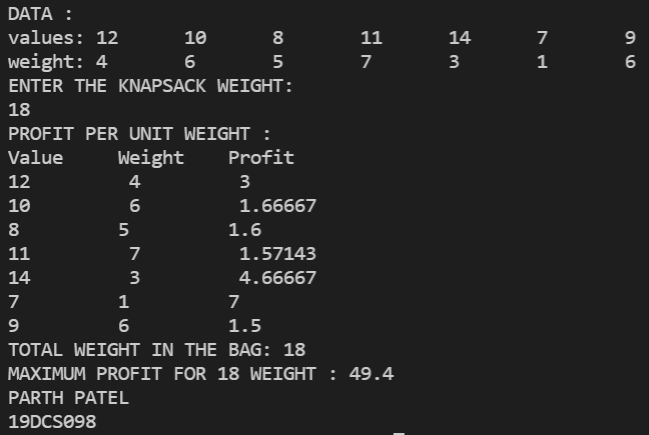 DATA :
values: 12 10 8 11 14 7 9
weight: 4 6 5 7 3 1 6
ENTER THE KNAPSACK WEIGHT:
18
PROFIT PER UNIT WEIGHT :
Value Weight Profit
12 4 3
10 6 1.66667
8 5 1.6
11 7 1.57143
14 3 4.66667
7 1 7
9 6 1.5
TOTAL WEIGHT IN THE BAG: 18
MAXIMUM PROFIT FOR 18 WEIGHT : 49.4
PARTH PATEL
19DCS098